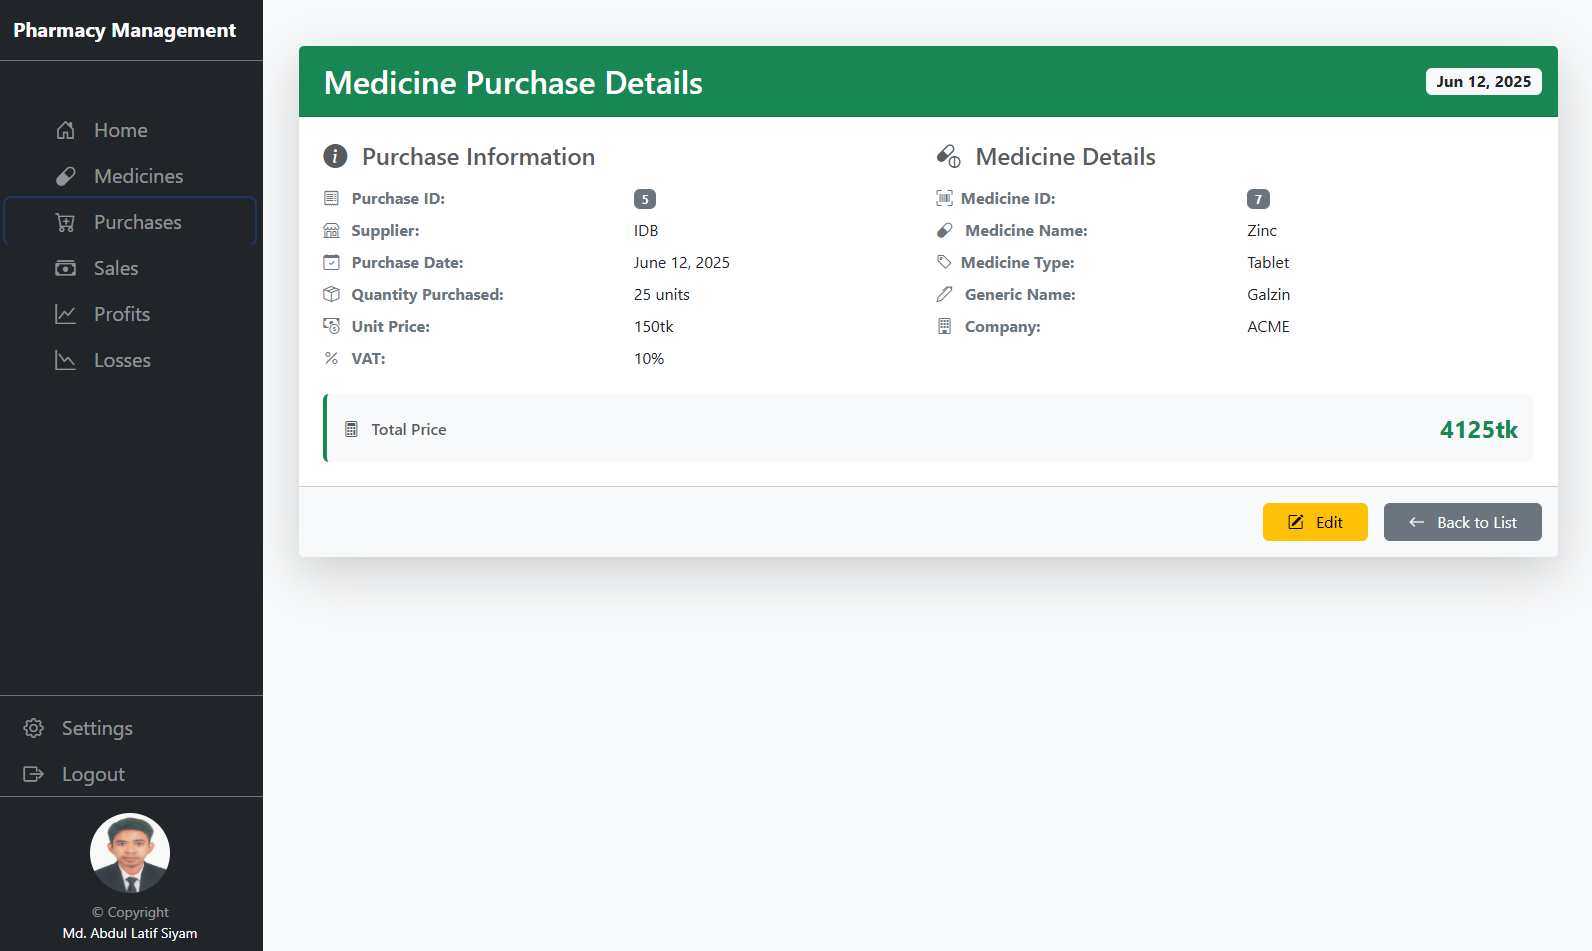 Pharmacy Management
Home
Medicines
Purchases
Sales
Profits
Losses
Settings
Logout
© Copyright
Md. Abdul Latif Siyam
Medicine Purchase Details
Jun 12, 2025
Purchase Information
Purchase ID: 5
Supplier: IDB
Purchase Date: June 12, 2025
Quantity Purchased: 25 units
Unit Price: 150tk
VAT: 10%
Medicine Details
Medicine ID: 7
Medicine Name: Zinc
Medicine Type: Tablet
Generic Name: Galzin
Company: ACME
Total Price 4125tk
Edit
Back to List